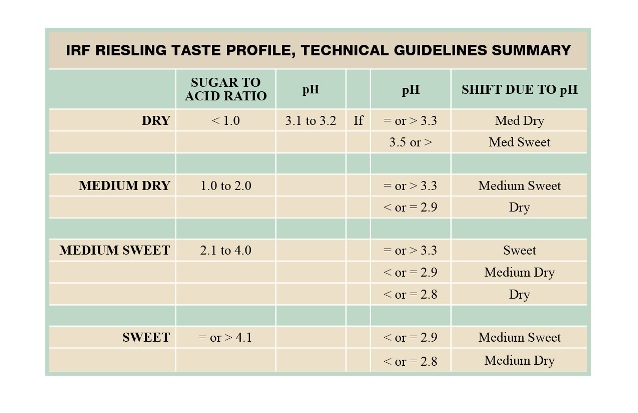 IRF RIESLING TASTE PROFILE, TECHNICAL GUIDELINES SUMMARY
SUGAR TO ACID RATIO pH pH SHIFT DUE TO pH
DRY < 1.0 3.1 to 3.2 If = or > 3.3 Med Dry
3.5 or > Med Sweet
MEDIUM DRY 1.0 to 2.0 = or > 3.3 Medium Sweet
< or = 2.9 Dry
MEDIUM SWEET 2.1 to 4.0 = or > 3.3 Sweet
< or = 2.9 Medium Dry
< or = 2.8 Dry
SWEET = or > 4.1 < or = 2.9 Medium Sweet
< or = 2.8 Medium Dry